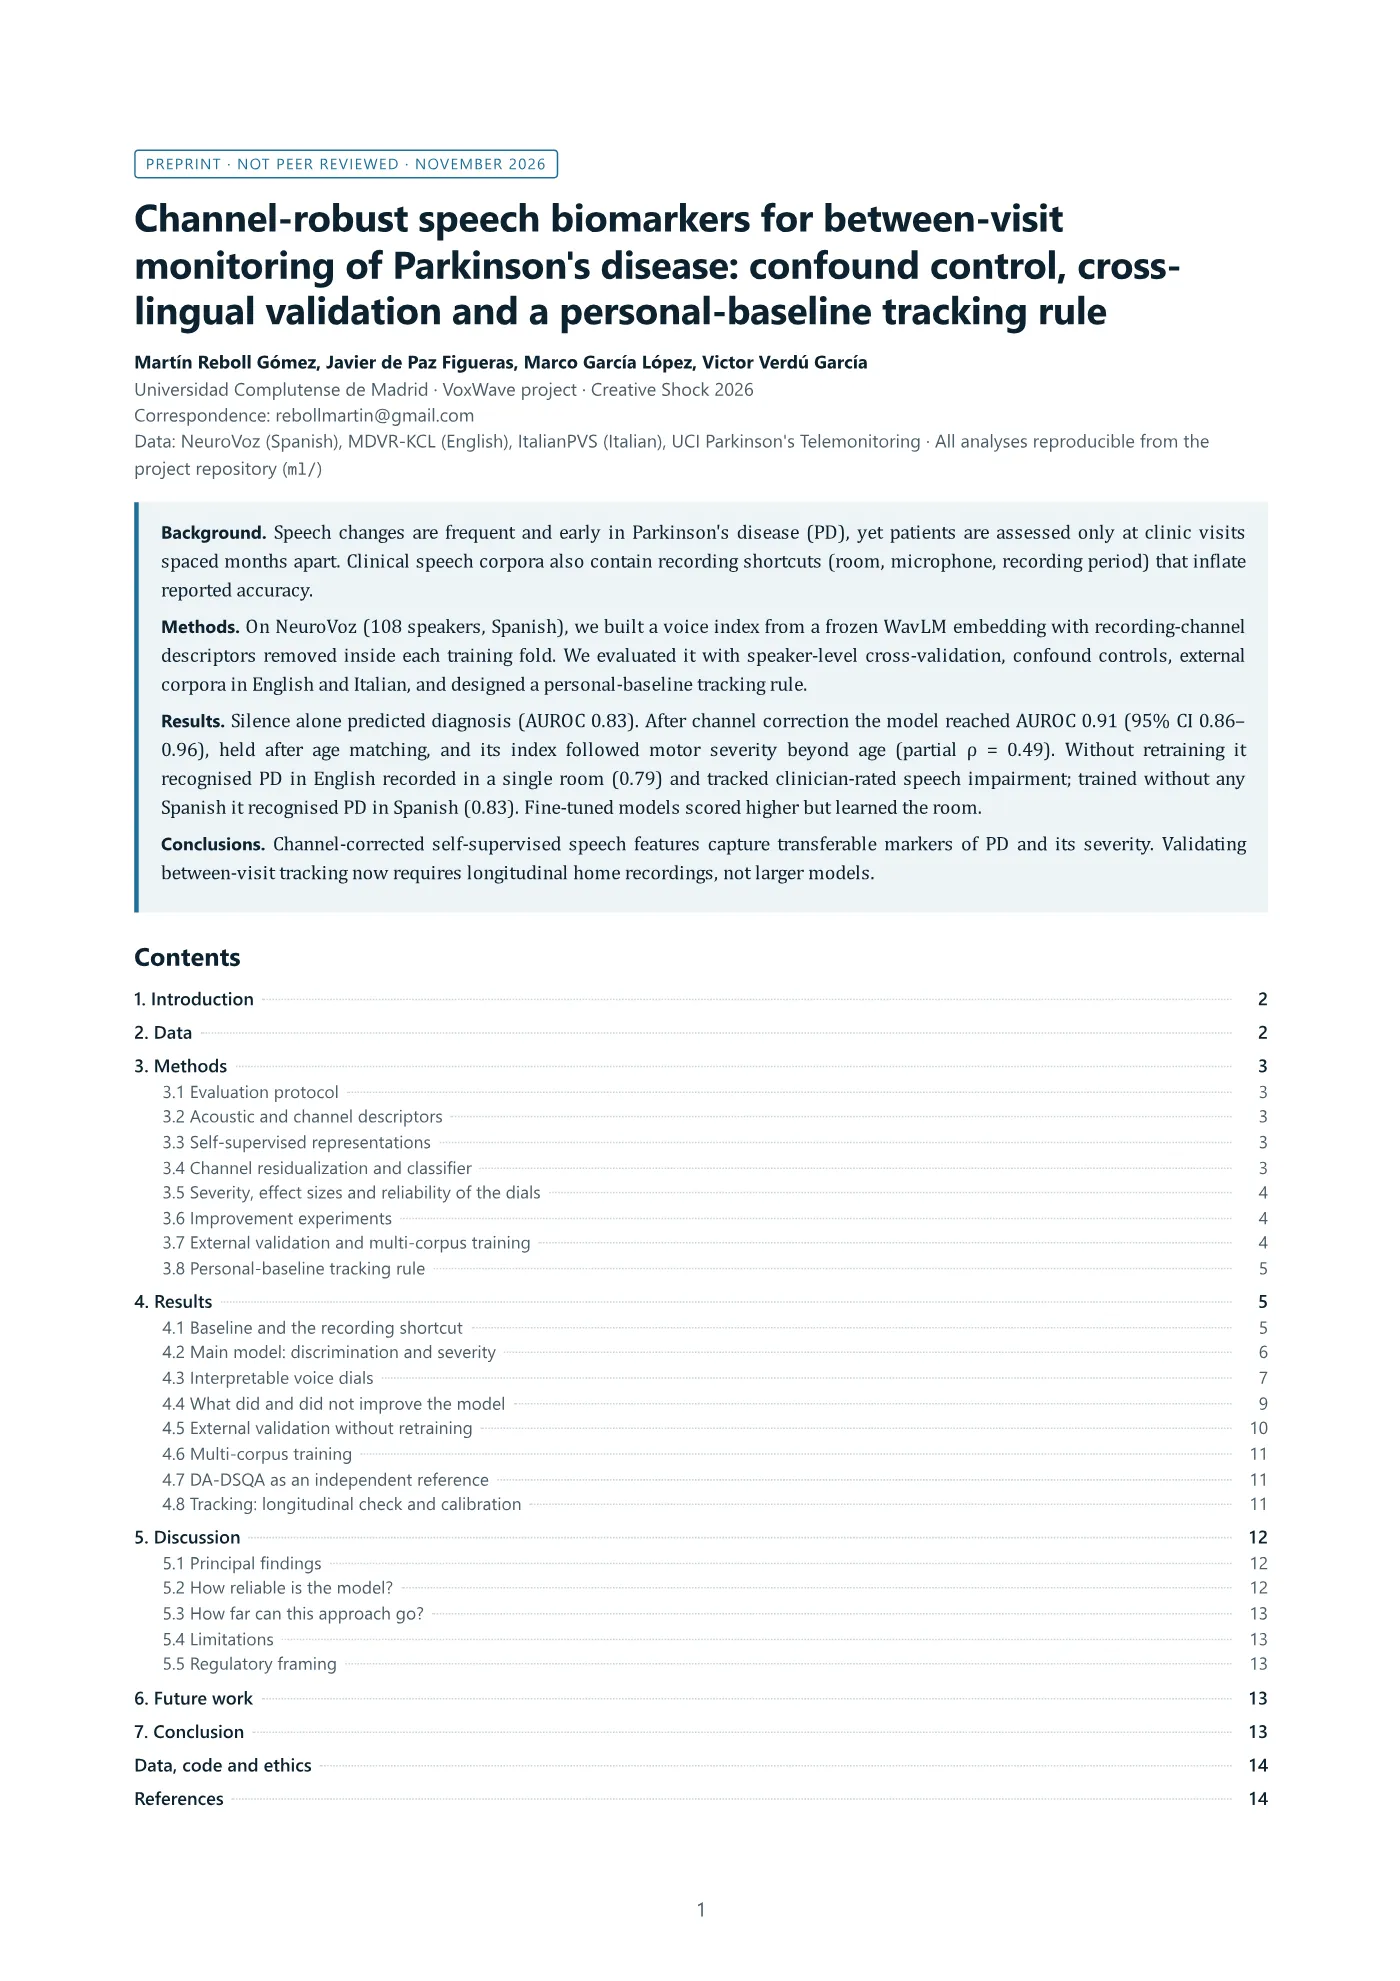 PREPRINT · NOT PEER REVIEWED · NOVEMBER 2026
Channel-robust speech biomarkers for between-visit
monitoring of Parkinson's disease: confound control, cross-
lingual validation and a personal-baseline tracking rule
Martín Reboll Gómez, Javier de Paz Figueras, Marco García López, Victor Verdú García
Universidad Complutense de Madrid · VoxWave project · Creative Shock 2026
Correspondence: rebollmartin@gmail.com
Data: NeuroVoz (Spanish), MDVR-KCL (English), ItalianPVS (Italian), UCI Parkinson's Telemonitoring · All analyses reproducible from the
project repository (ml/)
Background. Speech changes are frequent and early in Parkinson's disease (PD), yet patients are assessed only at clinic visits
spaced months apart. Clinical speech corpora also contain recording shortcuts (room, microphone, recording period) that inflate
reported accuracy.
Methods. On NeuroVoz (108 speakers, Spanish), we built a voice index from a frozen WavLM embedding with recording-channel
descriptors removed inside each training fold. We evaluated it with speaker-level cross-validation, confound controls, external
corpora in English and Italian, and designed a personal-baseline tracking rule.
Results. Silence alone predicted diagnosis (AUROC 0.83). After channel correction the model reached AUROC 0.91 (95% CI 0.86–
0.96), held after age matching, and its index followed motor severity beyond age (partial ρ = 0.49). Without retraining it
recognised PD in English recorded in a single room (0.79) and tracked clinician-rated speech impairment; trained without any
Spanish it recognised PD in Spanish (0.83). Fine-tuned models scored higher but learned the room.
Conclusions. Channel-corrected self-supervised speech features capture transferable markers of PD and its severity. Validating
between-visit tracking now requires longitudinal home recordings, not larger models.
Contents
1. Introduction 2
2. Data 2
3. Methods 3
3.1 Evaluation protocol 3
3.2 Acoustic and channel descriptors 3
3.3 Self-supervised representations 3
3.4 Channel residualization and classifier 3
3.5 Severity, effect sizes and reliability of the dials 4
3.6 Improvement experiments 4
3.7 External validation and multi-corpus training 4
3.8 Personal-baseline tracking rule 5
4. Results 5
4.1 Baseline and the recording shortcut 5
4.2 Main model: discrimination and severity 6
4.3 Interpretable voice dials 7
4.4 What did and did not improve the model 9
4.5 External validation without retraining 10
4.6 Multi-corpus training 11
4.7 DA-DSQA as an independent reference 11
4.8 Tracking: longitudinal check and calibration 11
5. Discussion 12
5.1 Principal findings 12
5.2 How reliable is the model? 12
5.3 How far can this approach go? 13
5.4 Limitations 13
5.5 Regulatory framing 13
6. Future work 13
7. Conclusion 13
Data, code and ethics 14
References 14
1